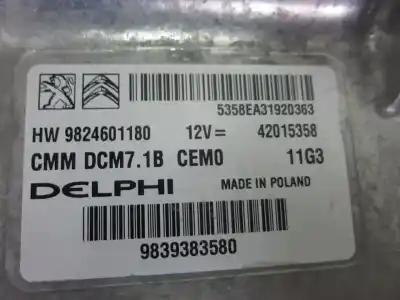 5358EA31920363
HW 9824601180 12V= 42015358
CMM DCM7.1B CEM0 11G3
DELPHI MADE IN POLAND
9839383580